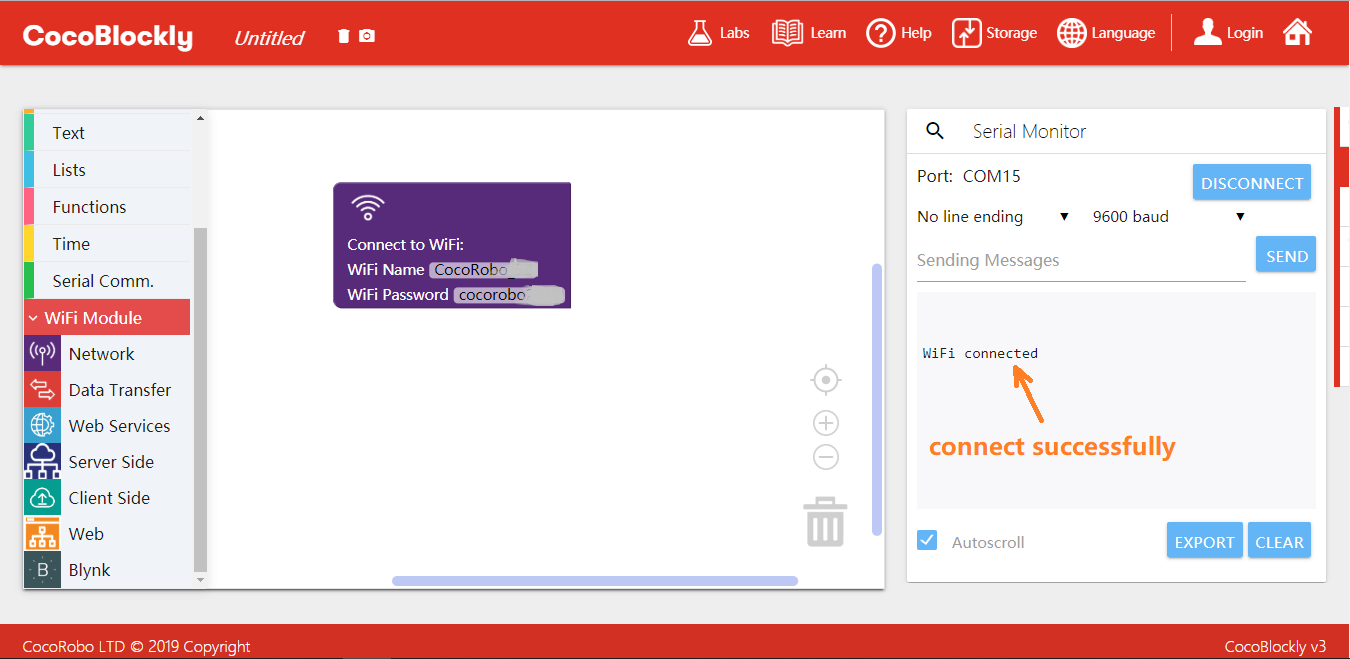 CocoBlockly
Untitled
Labs
Learn
Help
Storage
Language
Login
Text
Lists
Functions
Time
Serial Comm.
WiFi Module
Network
Data Transfer
Web Services
Server Side
Client Side
Web
B Blynk
Connect to WiFi:
WiFi Name CocoRobo_
WiFi Password cocorobo
Serial Monitor
Port: COM15
DISCONNECT
No line ending ▼ 9600 baud ▼
Sending Messages
SEND
WiFi connected
connect successfully
Autoscroll
EXPORT
CLEAR
CocoRobo LTD © 2019 Copyright
CocoBlockly v3